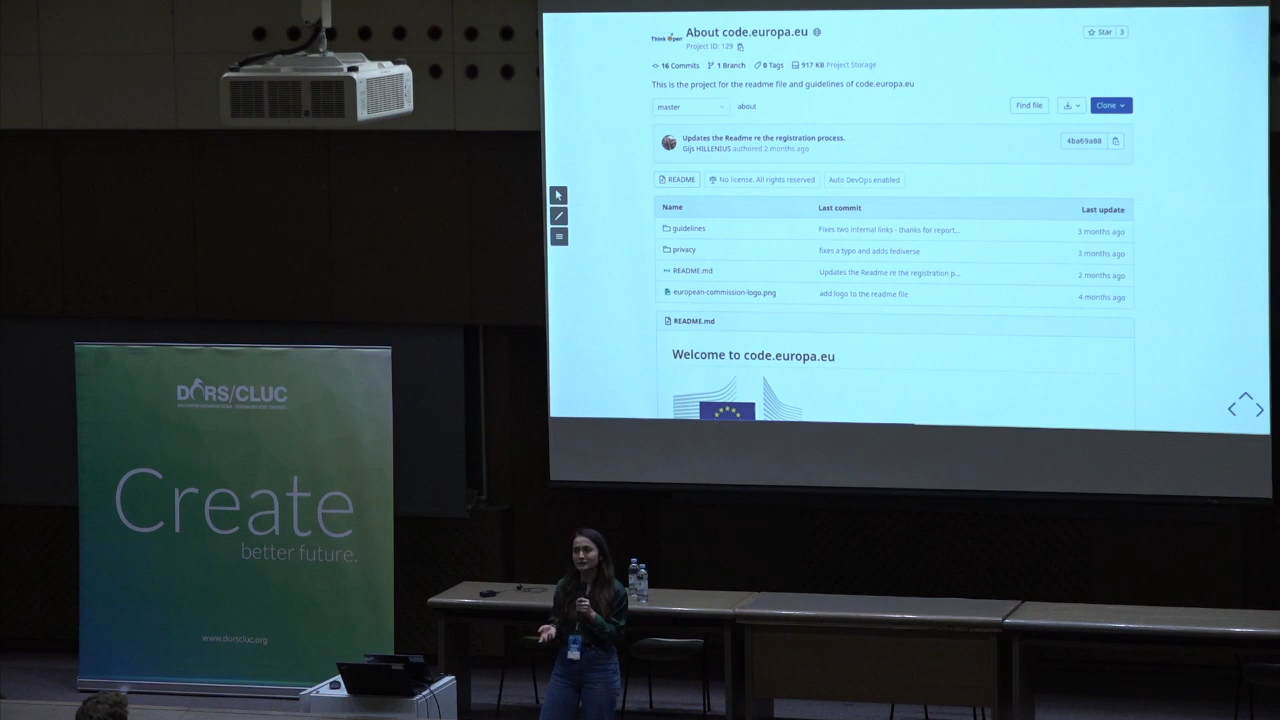 Think Open
About code.europa.eu
Project ID: 129
Star 3
16 Commits 1 Branch 0 Tags 917 KB Project Storage
This is the project for the readme file and guidelines of code.europa.eu
master
about
Find file
Clone
Updates the Readme re the registration process.
Gijs HILLENIUS authored 2 months ago
4ba69a88
README
No license. All rights reserved
Auto DevOps enabled
Name Last commit Last update
guidelines Fixes two internal links - thanks for report... 3 months ago
privacy fixes a typo and adds fediverse 3 months ago
README.md Updates the Readme re the registration p... 2 months ago
european-commission-logo.png add logo to the readme file 4 months ago
README.md
Welcome to code.europa.eu
DORS/CLUC
Create
better future.
www.dorscluc.org